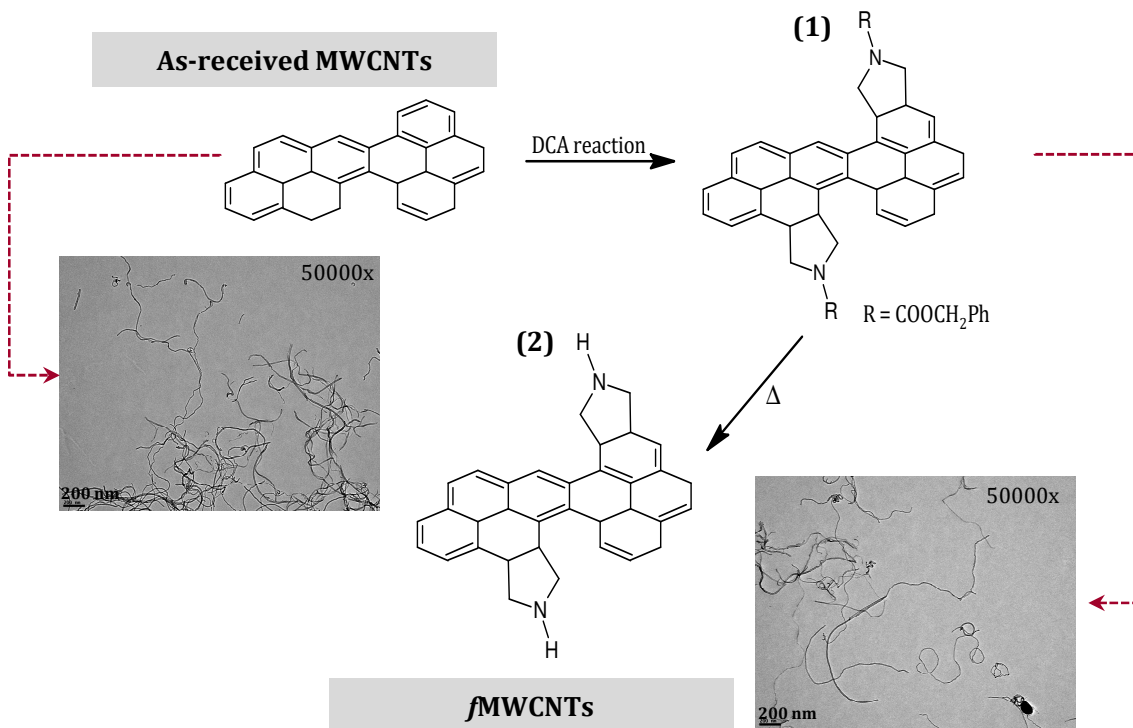 As-received MWCNTs
DCA reaction
(1)
R
N
N
R
R = COOCH₂Ph
50000x
200 nm
(2)
H
N
Δ
N
H
50000x
200 nm
fMWCNTs